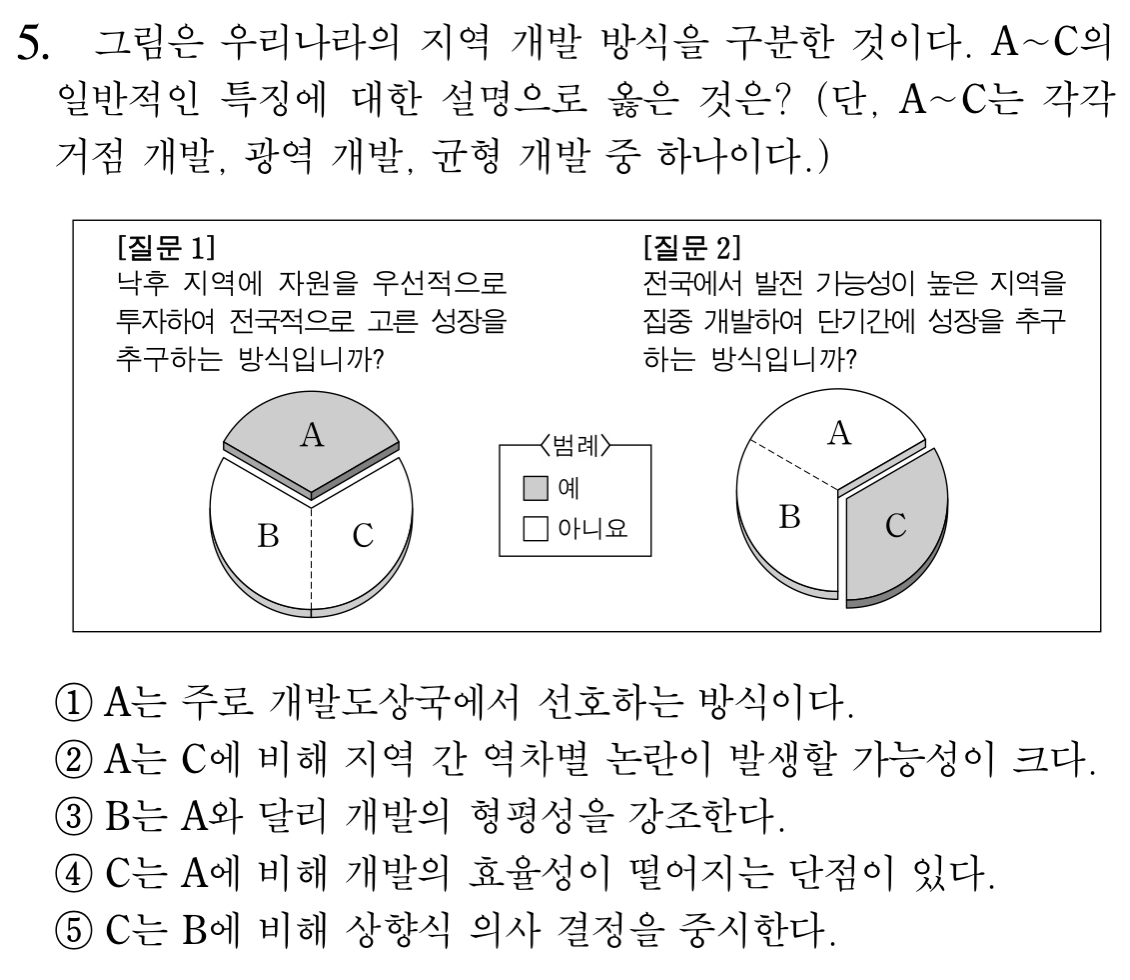 5. 그림은 우리나라의 지역 개발 방식을 구분한 것이다. A~C의
일반적인 특징에 대한 설명으로 옳은 것은? (단, A~C는 각각
거점 개발, 광역 개발, 균형 개발 중 하나이다.)
[질문 1]
낙후 지역에 자원을 우선적으로
투자하여 전국적으로 고른 성장을
추구하는 방식입니까?
A
B
C
〈범례〉
예
아니요
[질문 2]
전국에서 발전 가능성이 높은 지역을
집중 개발하여 단기간에 성장을 추구
하는 방식입니까?
A
B
C
① A는 주로 개발도상국에서 선호하는 방식이다.
② A는 C에 비해 지역 간 역차별 논란이 발생할 가능성이 크다.
③ B는 A와 달리 개발의 형평성을 강조한다.
④ C는 A에 비해 개발의 효율성이 떨어지는 단점이 있다.
⑤ C는 B에 비해 상향식 의사 결정을 중시한다.